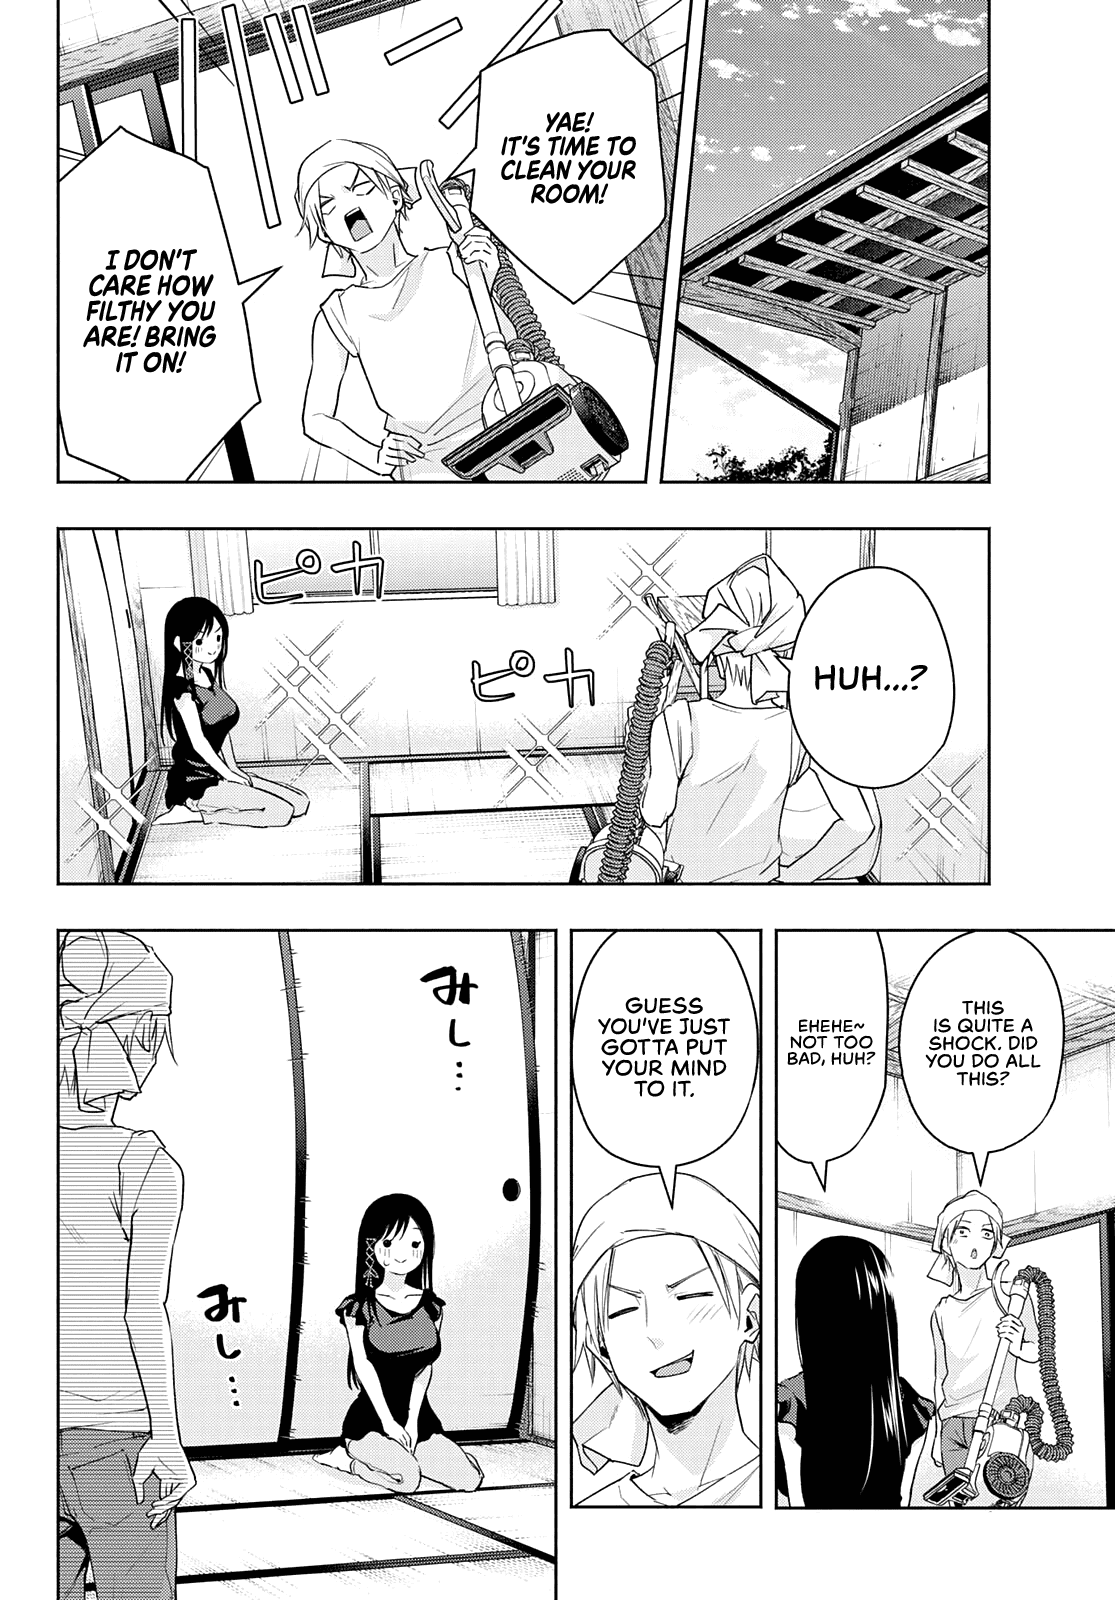 YAE!
IT'S TIME TO
CLEAN YOUR
ROOM!
I DON'T
CARE HOW
FILTHY YOU
ARE! BRING
IT ON!
HUH...?
ピカ
ピカ
THIS
IS QUITE A
SHOCK. DID
YOU DO ALL
THIS?
EHEHE~
NOT TOO
BAD, HUH?
GUESS
YOU'VE JUST
GOTTA PUT
YOUR MIND
TO IT.
みし…
みし…